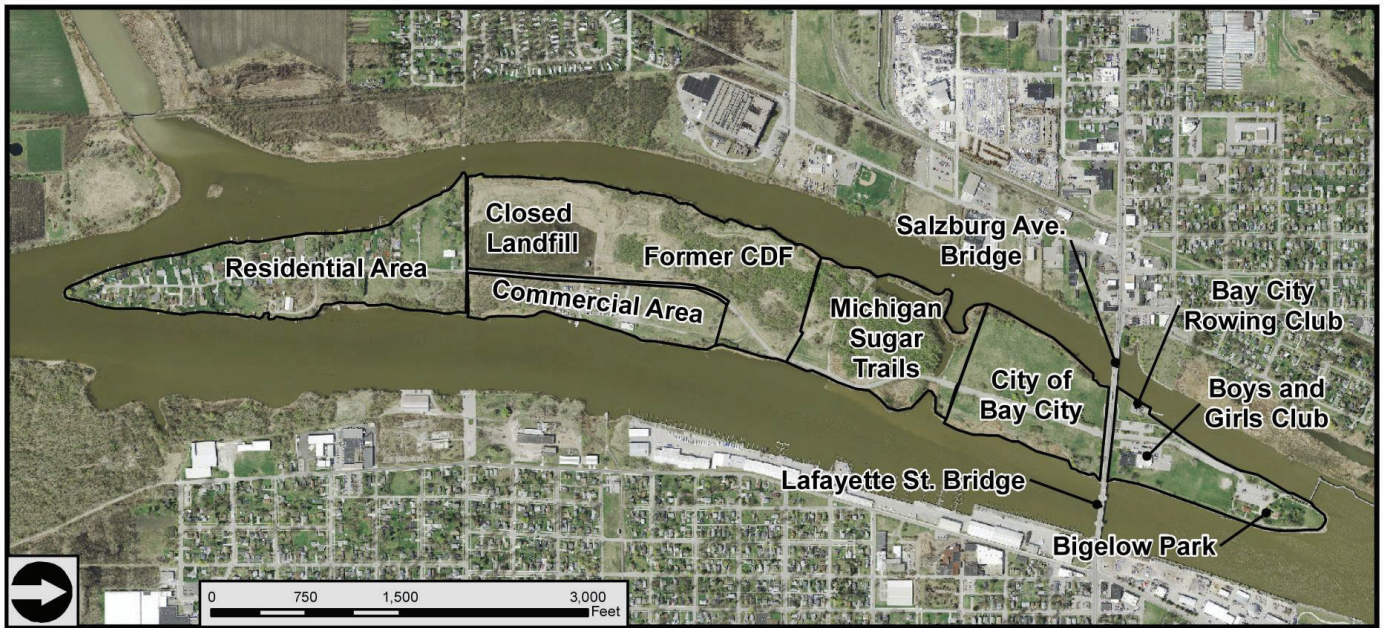 Closed
Landfill
Residential Area
Former CDF
Commercial Area
Michigan
Sugar
Trails
City of
Bay City
Salzburg Ave.
Bridge
Bay City
Rowing Club
Boys and
Girls Club
Lafayette St. Bridge
Bigelow Park
0 750 1,500 3,000
Feet